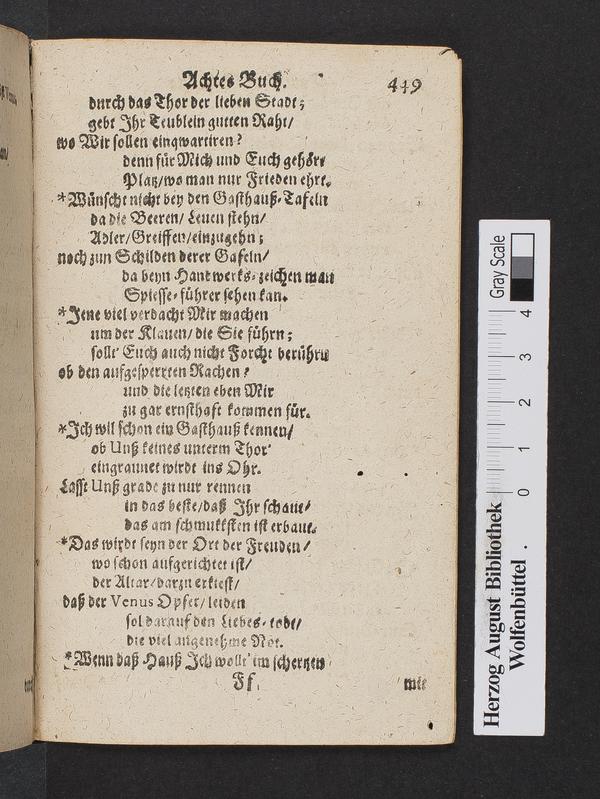 Achtes Buch. 449
durch das Thor der lieben Stadt;
gebt Ihr Teublein gutten Raht/
wo Wir sollen einqwartiren?
denn für Mich und Euch gehört
Platz/wo man nur Frieden ehrt.
*Wünscht nicht bey den Gasthauß-Tafeln
da die Beeren/ Leuen stehn/
Adler/Greiffen/einzugehn;
noch zun Schilden derer Gafeln/
da beyn Handwerks-zeichen man
Spiesse-führer sehen kan.
*Jene viel verdacht Mir machen
um der Klauen/die Sie führn;
sollt' Euch auch nicht Forcht berührn
ob den aufgesperrten Rachen?
und die letzten eben Mir
zu gar ernsthaft kommen für.
*Ich wil schon ein Gasthauß kennen/
ob Unß keines unterm Thor'
eingraunet wirdt ins Ohr.
Lasst Unß grade zu nur rennen
in das beste/daß Ihr schaut/
das am schmukksten ist erbaut.
*Das wirdt seyn der Ort der Freuden/
wo schon aufgerichtet ist/
der Altar/darzu erkiest/
daß der Venus Opfer/leiden
sol darauf den Liebes-todt/
die viel angenehme Not.
*Wenn daß Hauß Ich wollt' im schertzen
Ff mit
Herzog August Bibliothek
Wolfenbüttel
0 1 2 3 4
Gray Scale